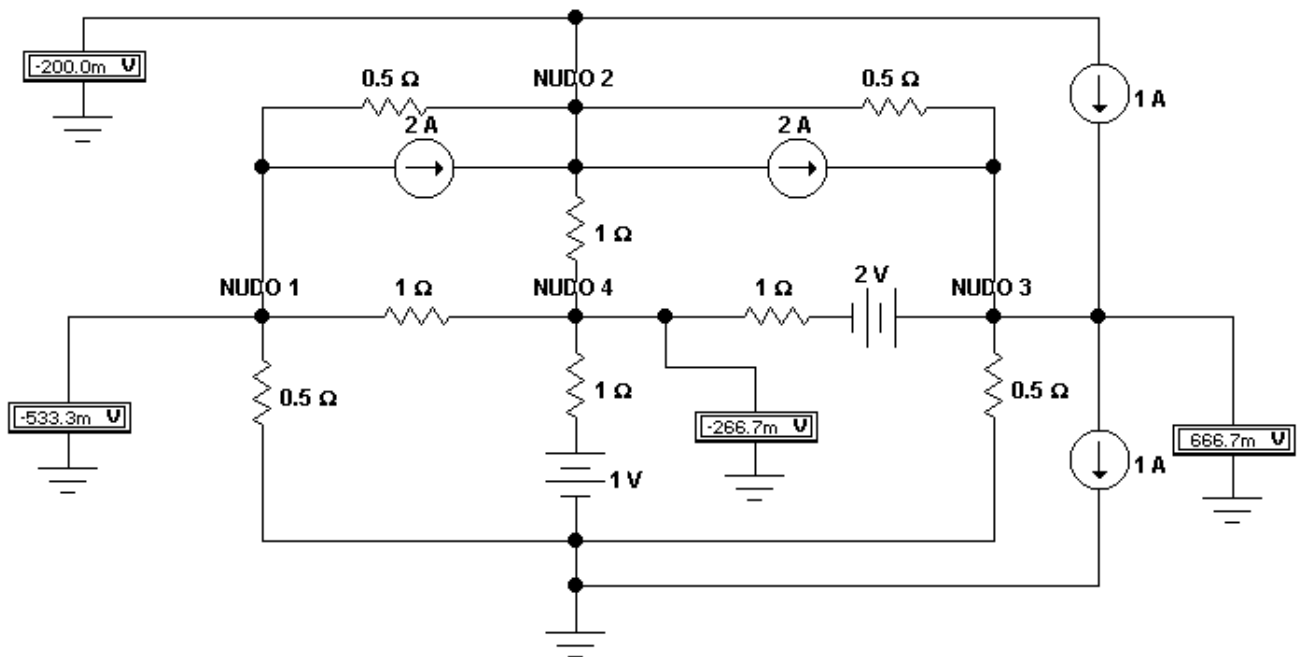 -200.0m V
0.5 Ω
NUDO 2
0.5 Ω
1 A
2 A
2 A
1 Ω
NUDO 1
1 Ω
NUDO 4
1 Ω
2 V
NUDO 3
0.5 Ω
1 Ω
0.5 Ω
-533.3m V
-266.7m V
666.7m V
1 V
1 A